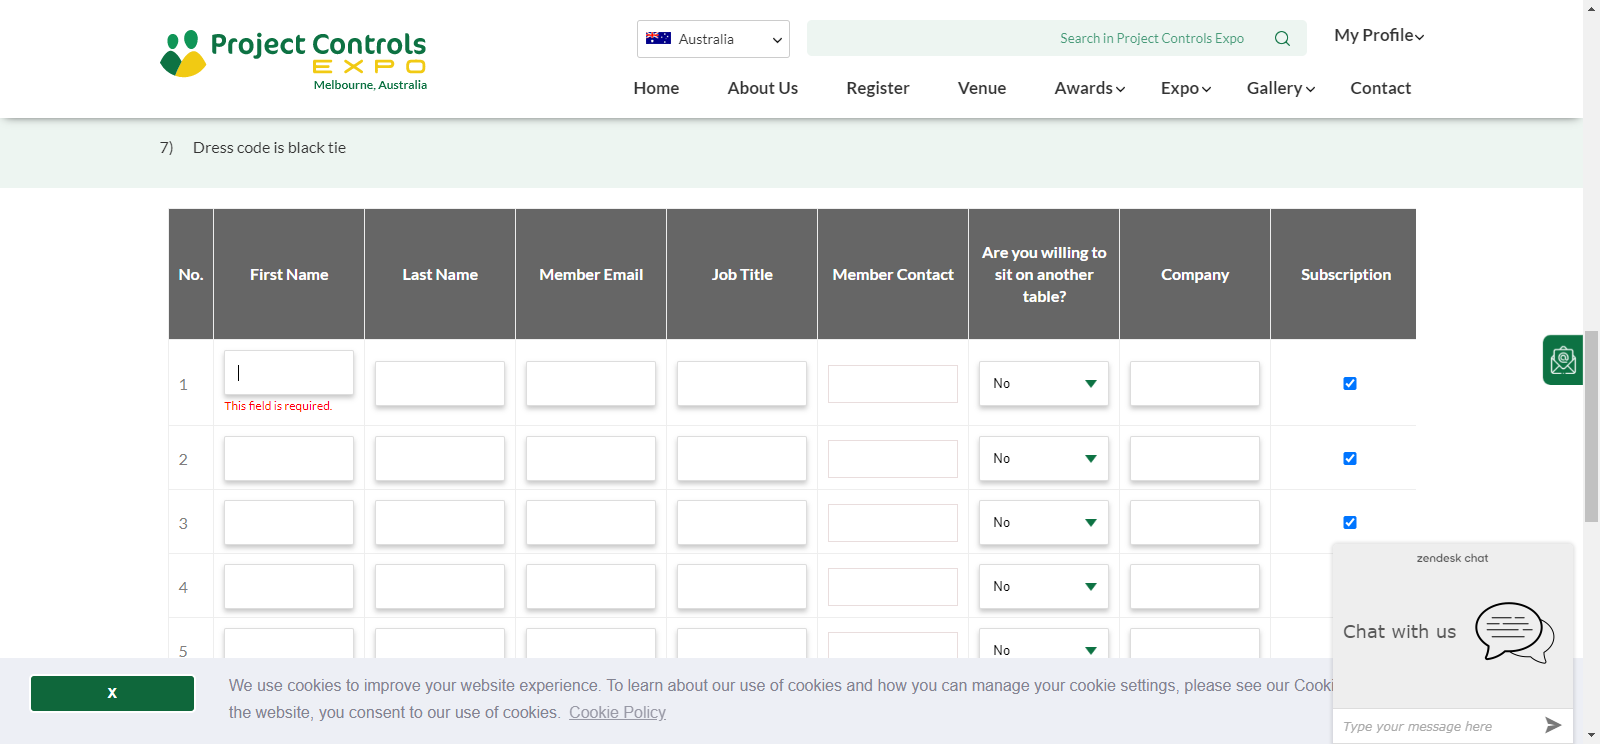 Project Controls
EXPO
Melbourne, Australia
Australia
Search in Project Controls Expo
My Profile
Home
About Us
Register
Venue
Awards
Expo
Gallery
Contact
7) Dress code is black tie
No.
First Name
Last Name
Member Email
Job Title
Member Contact
Are you willing to
sit on another
table?
Company
Subscription
1
No
This field is required.
2
No
3
No
4
No
5
No
zendesk chat
Chat with us
Type your message here
X
We use cookies to improve your website experience. To learn about our use of cookies and how you can manage your cookie settings, please see our Cooki
the website, you consent to our use of cookies. Cookie Policy